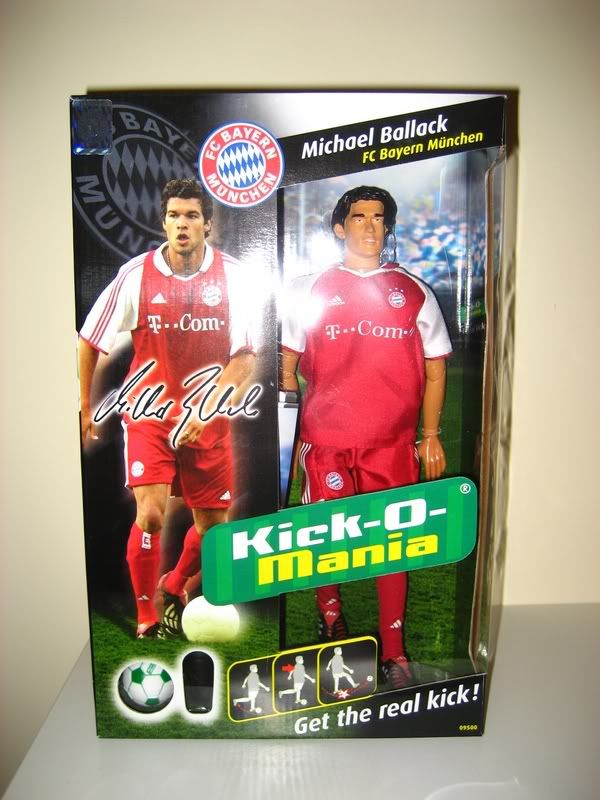 FC BAYERN
MÜNCHEN
Michael Ballack
FC Bayern München
T··Com·
T··Com·
Kick-O-
Mania®
Get the real kick!
09500